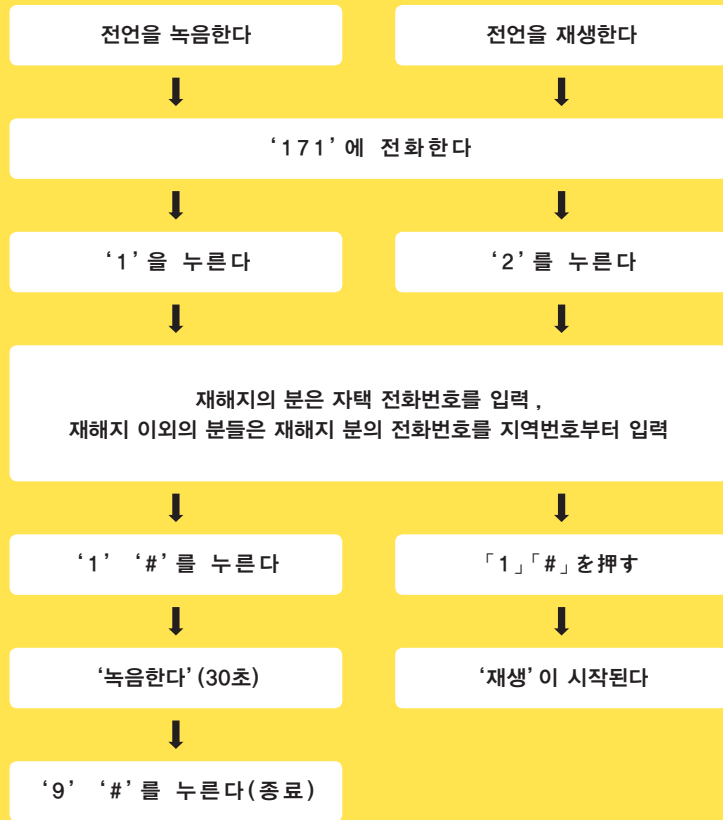 전언을 녹음한다
전언을 재생한다
‘171’에 전화한다
‘1’을 누른다
‘2’를 누른다
재해지의 분은 자택 전화번호를 입력,
재해지 이외의 분들은 재해지 분의 전화번호를 지역번호부터 입력
‘1’ ‘#’를 누른다
「1」「#」を押す
‘녹음한다’(30초)
‘재생’이 시작된다
‘9’ ‘#’를 누른다(종료)